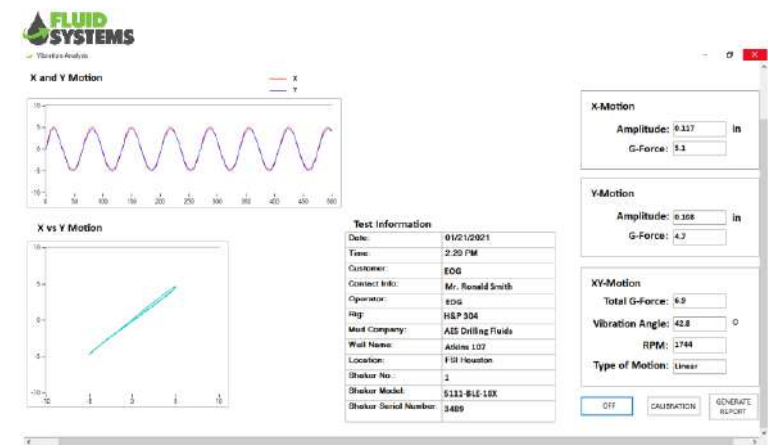 FLUID
SYSTEMS
Vibration Analysis
X and Y Motion
X
Y
10
5
0
-5
-10
0 50 100 150 200 250 300 350 400 450 500
X vs Y Motion
10
5
0
-5
-10
-10 -5 0 5 10
Test Information
Date: 01/21/2021
Time: 2:20 PM
Customer: EOG
Contact Info: Mr. Ronald Smith
Operator: EOG
Rig: H&P 304
Mud Company: AES Drilling Fluids
Well Name: Atkins 107
Location: FSI Houston
Shaker No.: 1
Shaker Model: 5111-BLE-18X
Shaker Serial Number: 3489
X-Motion
Amplitude: 0.117 in
G-Force: 5.1
Y-Motion
Amplitude: 0.108 in
G-Force: 4.7
XY-Motion
Total G-Force: 6.9
Vibration Angle: 42.8 O
RPM: 1744
Type of Motion: Linear
OFF
CALIBRATION
GENERATE
REPORT